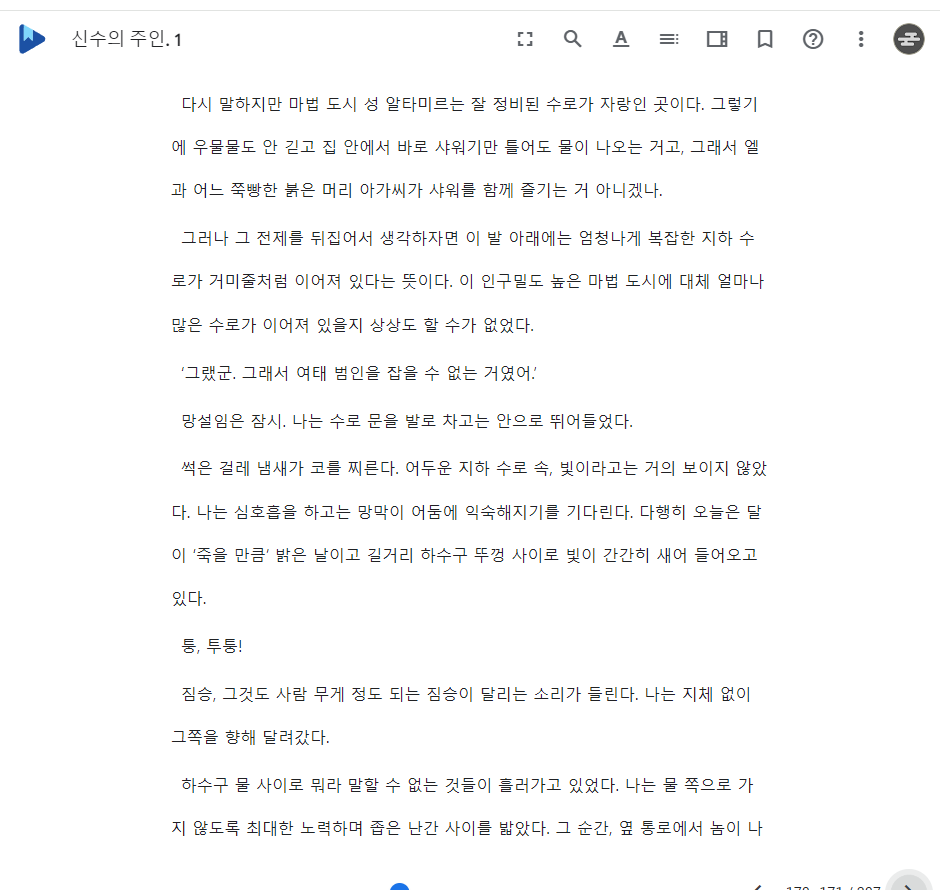 신수의 주인. 1
다시 말하지만 마법 도시 성 알타미르는 잘 정비된 수로가 자랑인 곳이다. 그렇기
에 우물물도 안 긷고 집 안에서 바로 샤워기만 틀어도 물이 나오는 거고, 그래서 엘
과 어느 쭉빵한 붉은 머리 아가씨가 샤워를 함께 즐기는 거 아니겠나.
그러나 그 전제를 뒤집어서 생각하자면 이 발 아래에는 엄청나게 복잡한 지하 수
로가 거미줄처럼 이어져 있다는 뜻이다. 이 인구밀도 높은 마법 도시에 대체 얼마나
많은 수로가 이어져 있을지 상상도 할 수가 없었다.
‘그랬군. 그래서 여태 범인을 잡을 수 없는 거였어.’
망설임은 잠시. 나는 수로 문을 발로 차고는 안으로 뛰어들었다.
썩은 걸레 냄새가 코를 찌른다. 어두운 지하 수로 속, 빛이라고는 거의 보이지 않았
다. 나는 심호흡을 하고는 망막이 어둠에 익숙해지기를 기다린다. 다행히 오늘은 달
이 ‘죽을 만큼’ 밝은 날이고 길거리 하수구 뚜껑 사이로 빛이 간간히 새어 들어오고
있다.
퉁, 투퉁!
짐승, 그것도 사람 무게 정도 되는 짐승이 달리는 소리가 들린다. 나는 지체 없이
그쪽을 향해 달려갔다.
하수구 물 사이로 뭐라 말할 수 없는 것들이 흘러가고 있었다. 나는 물 쪽으로 가
지 않도록 최대한 노력하며 좁은 난간 사이를 밟았다. 그 순간, 옆 통로에서 놈이 나